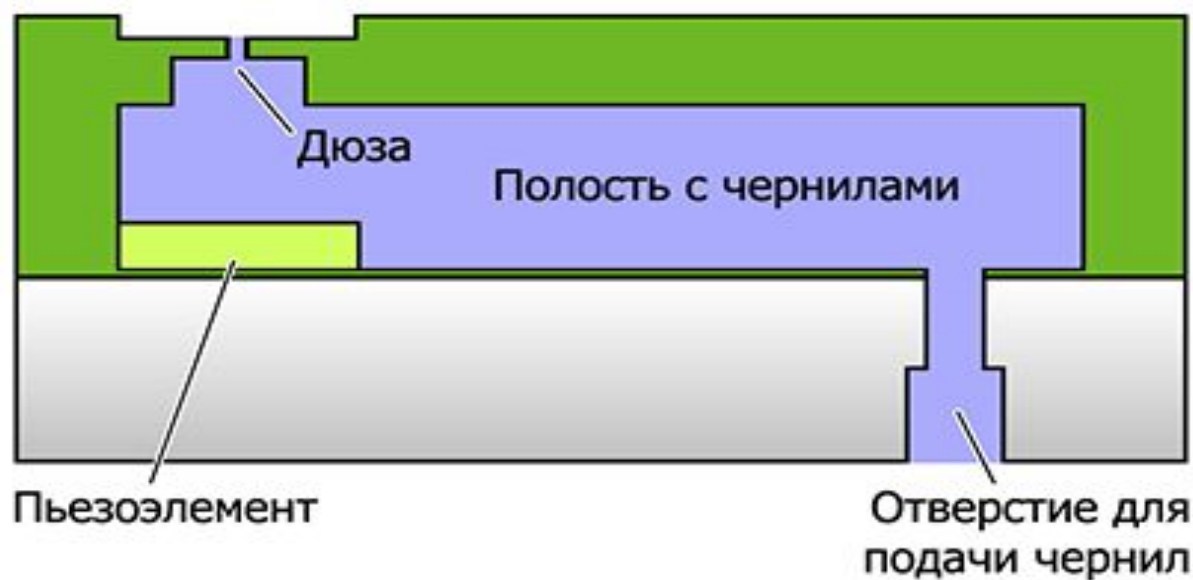 Дюза
Полость с чернилами
Пьезоэлемент
Отверстие для
подачи чернил